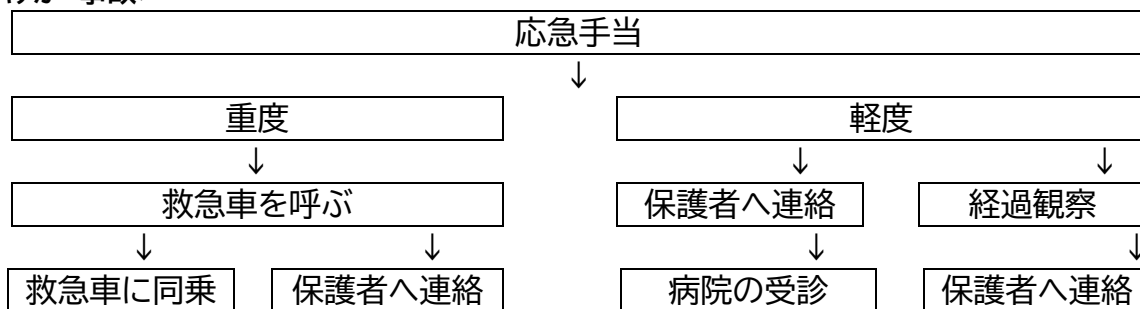 応急手当
↓
重度 軽度
↓ ↓ ↓
救急車を呼ぶ 保護者へ連絡 経過観察
↓ ↓ ↓ ↓
救急車に同乗 保護者へ連絡 病院の受診 保護者へ連絡